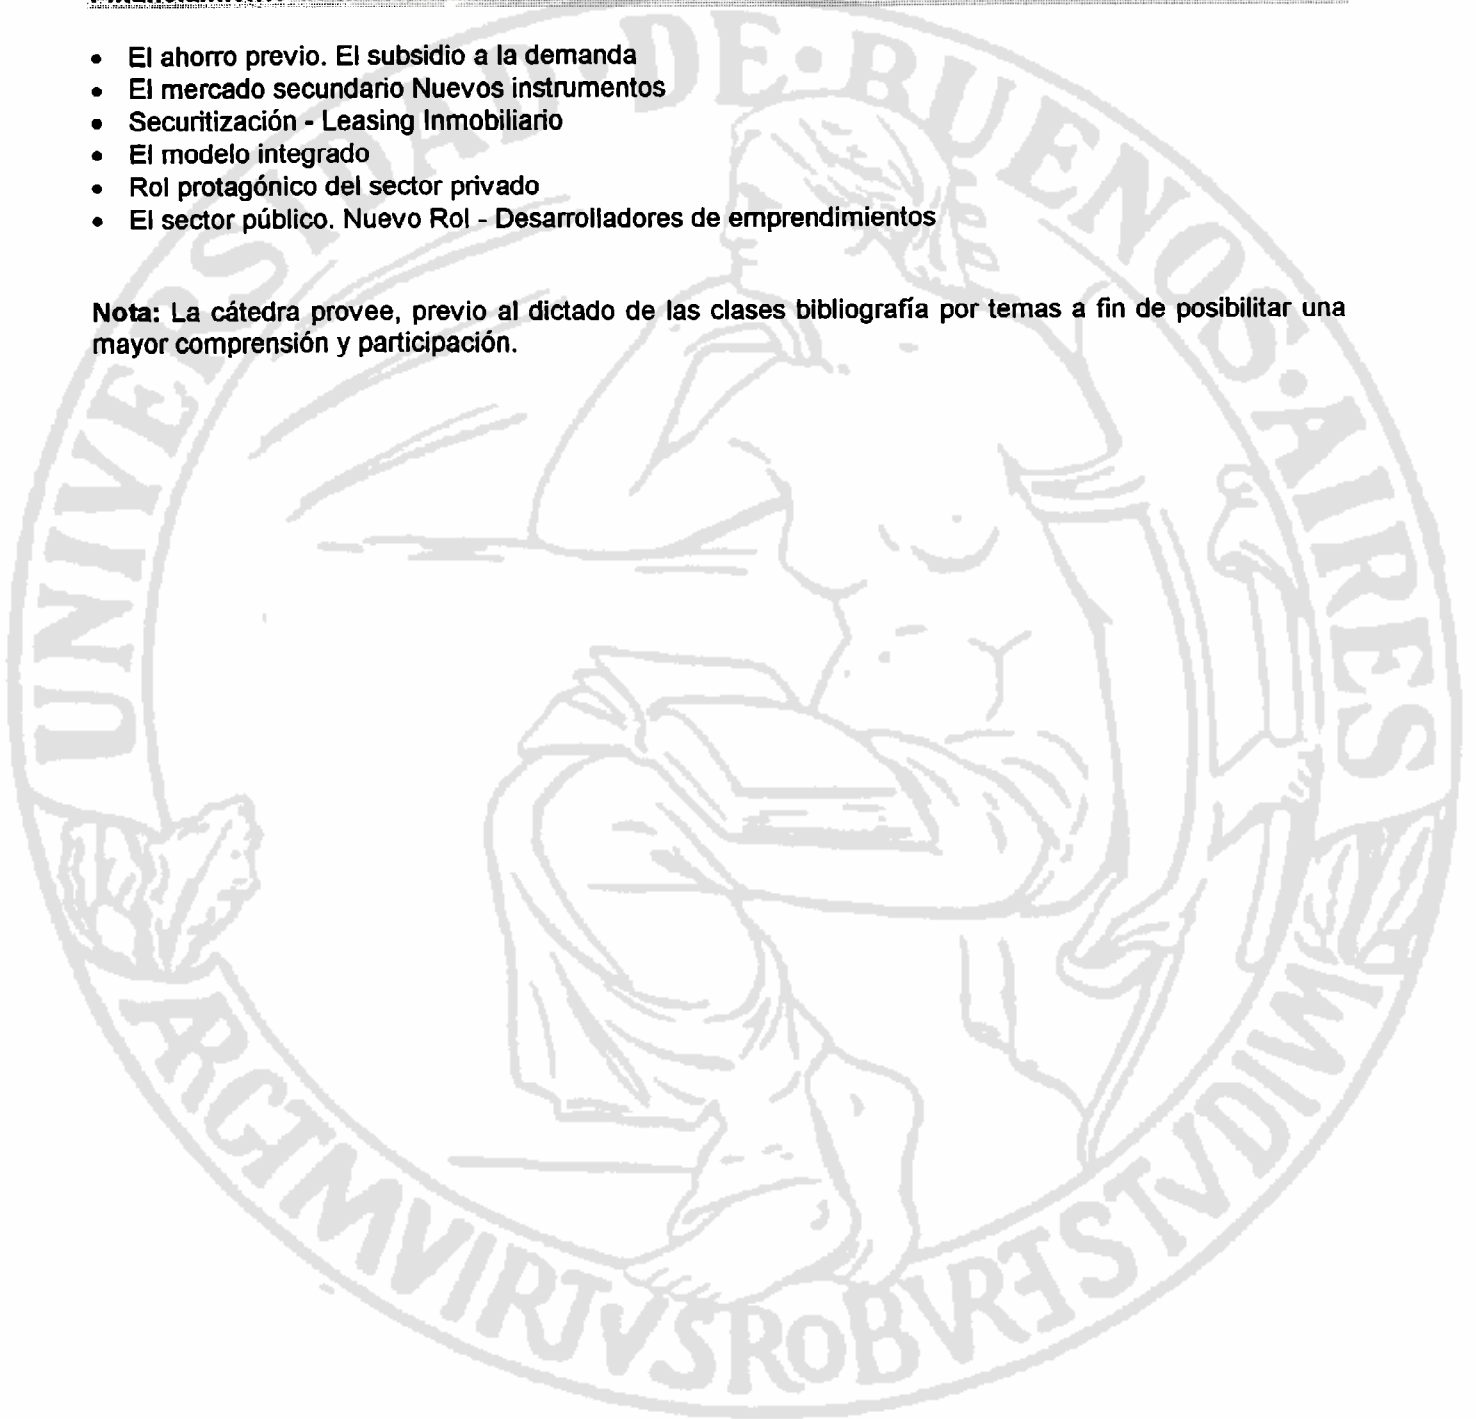 • El ahorro previo. El subsidio a la demanda
• El mercado secundario Nuevos instrumentos
• Securitización - Leasing Inmobiliario
• El modelo integrado
• Rol protagónico del sector privado
• El sector público. Nuevo Rol - Desarrolladores de emprendimientos
Nota: La cátedra provee, previo al dictado de las clases bibliografía por temas a fin de posibilitar una
mayor comprensión y participación.
UNIVERSIDAD • DE • BUENOS • AIRES
ARGT MVIRTVSROBVRESTVDIVM